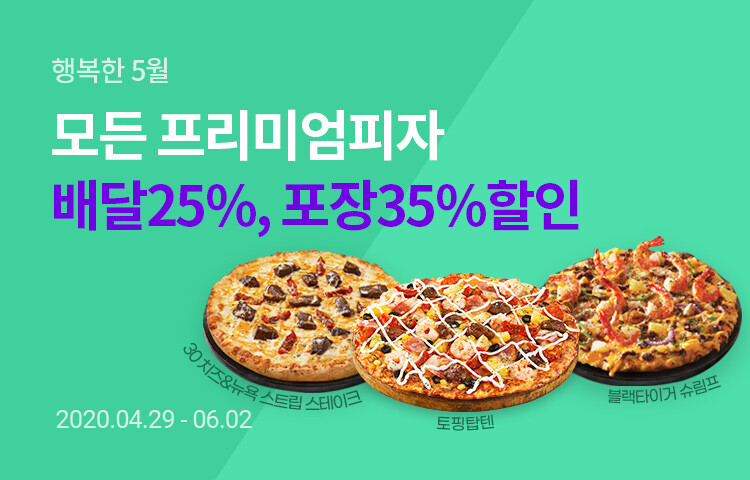 행복한 5월
모든 프리미엄피자
배달25%, 포장35%할인
30 치즈&뉴욕 스트립 스테이크
토핑탑텐
블랙타이거 슈림프
2020.04.29 - 06.02